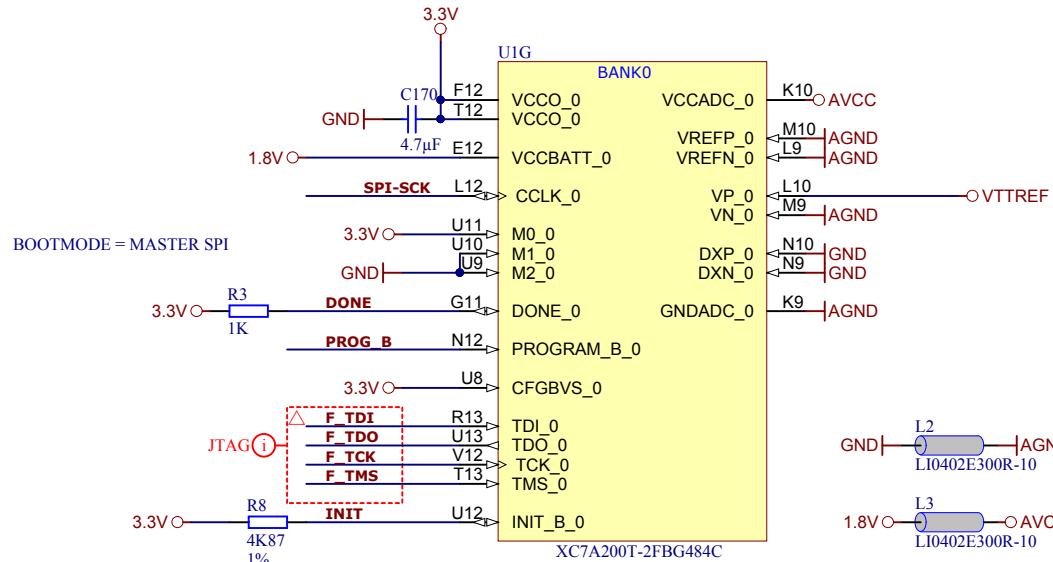 3.3V
U1G
BANK0
C170
F12
VCCO_0
VCCADC_0
K10
AVCC
GND
T12
VCCO_0
4.7µF
VREFP_0
M10
AGND
1.8V
E12
VCCBATT_0
VREFN_0
L9
AGND
SPI-SCK
L12
CCLK_0
VP_0
L10
VTTREF
VN_0
M9
AGND
BOOTMODE = MASTER SPI
3.3V
U11
M0_0
U10
M1_0
DXP_0
N10
GND
GND
U9
M2_0
DXN_0
N9
GND
R3
3.3V
DONE
G11
DONE_0
GNDADC_0
K9
AGND
1K
PROG_B
N12
PROGRAM_B_0
3.3V
U8
CFGBVS_0
JTAG
i
F_TDI
R13
TDI_0
F_TDO
U13
TDO_0
F_TCK
V12
TCK_0
F_TMS
T13
TMS_0
L2
GND
AGN
LI0402E300R-10
R8
3.3V
INIT
U12
INIT_B_0
4K87
1%
XC7A200T-2FBG484C
L3
1.8V
AVC
LI0402E300R-10